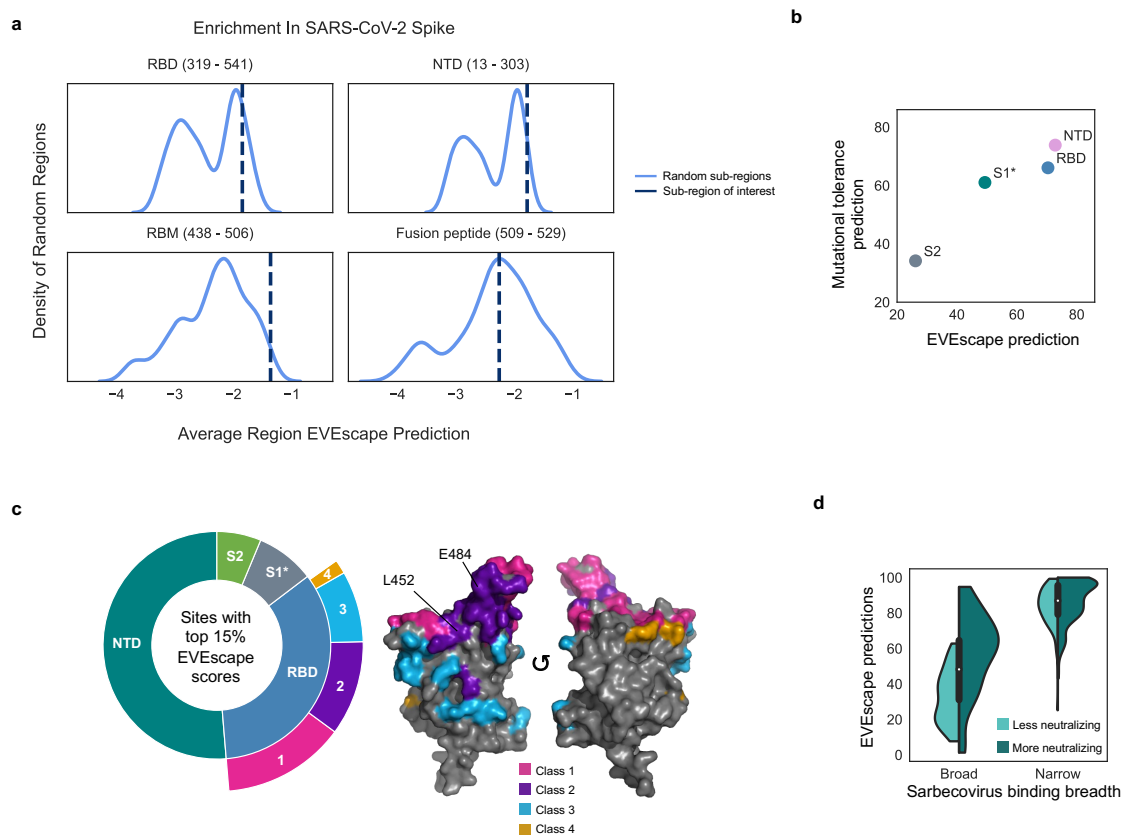 a
Enrichment In SARS-CoV-2 Spike
RBD (319 - 541)
NTD (13 - 303)
Density of Random Regions
Random sub-regions
Sub-region of interest
RBM (438 - 506)
Fusion peptide (509 - 529)
−4 −3 −2 −1
−4 −3 −2 −1
Average Region EVEscape Prediction
b
Mutational tolerance
prediction
80
60
40
20
NTD
RBD
S1*
S2
20 40 60 80
EVEscape prediction
c
S2
S1*
4
3
NTD
RBD
2
1
Sites with
top 15%
EVEscape
scores
E484
L452
Class 1
Class 2
Class 3
Class 4
d
EVEscape predictions
100
80
60
40
20
0
Less neutralizing
More neutralizing
Broad Narrow
Sarbecovirus binding breadth